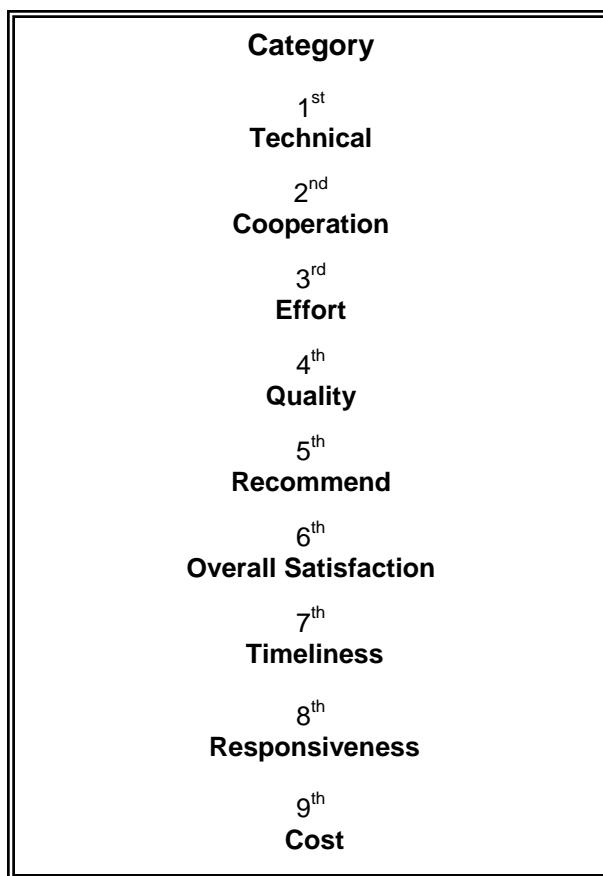 Category
1st
Technical
2nd
Cooperation
3rd
Effort
4th
Quality
5th
Recommend
6th
Overall Satisfaction
7th
Timeliness
8th
Responsiveness
9th
Cost